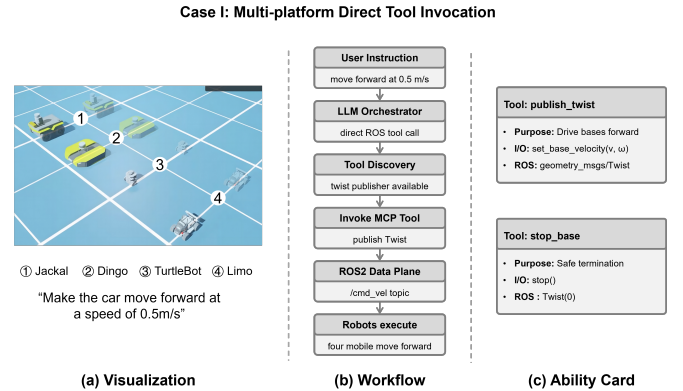 Case I: Multi-platform Direct Tool Invocation
1
2
3
4
① Jackal ② Dingo ③ TurtleBot ④ Limo
“Make the car move forward at
a speed of 0.5m/s”
(a) Visualization
User Instruction
move forward at 0.5 m/s
LLM Orchestrator
direct ROS tool call
Tool Discovery
twist publisher available
Invoke MCP Tool
publish Twist
ROS2 Data Plane
/cmd_vel topic
Robots execute
four mobile move forward
(b) Workflow
Tool: publish_twist
• Purpose: Drive bases forward
• I/O: set_base_velocity(v, ω)
• ROS: geometry_msgs/Twist
Tool: stop_base
• Purpose: Safe termination
• I/O: stop()
• ROS : Twist(0)
(c) Ability Card